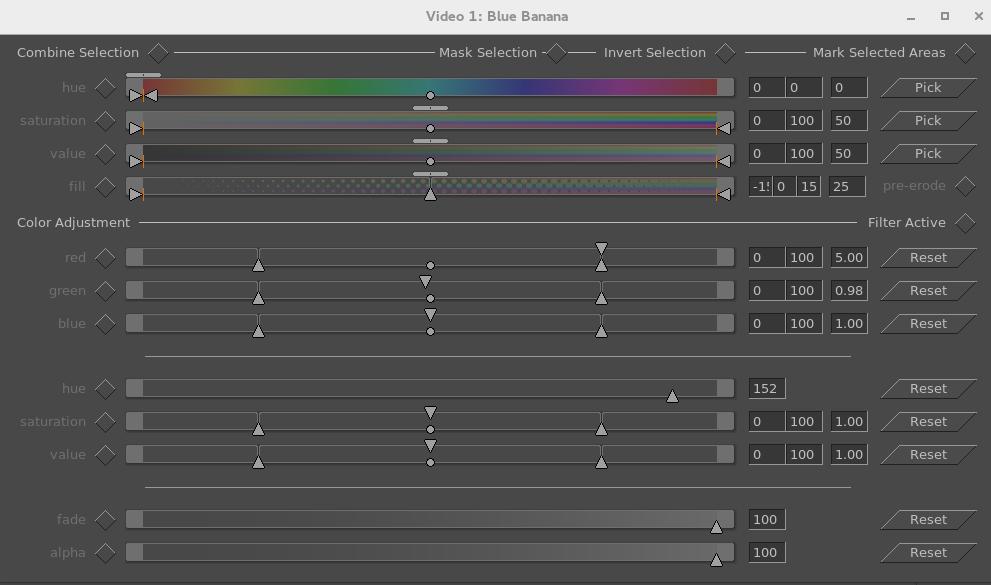 Video 1: Blue Banana
Combine Selection Mask Selection Invert Selection Mark Selected Areas
hue 0 0 0 Pick
saturation 0 100 50 Pick
value 0 100 50 Pick
fill 0 15 25 pre-erode
Color Adjustment Filter Active
red 0 100 5.00 Reset
green 0 100 0.98 Reset
blue 0 100 1.00 Reset
hue 152 Reset
saturation 0 100 1.00 Reset
value 0 100 1.00 Reset
fade 100 Reset
alpha 100 Reset